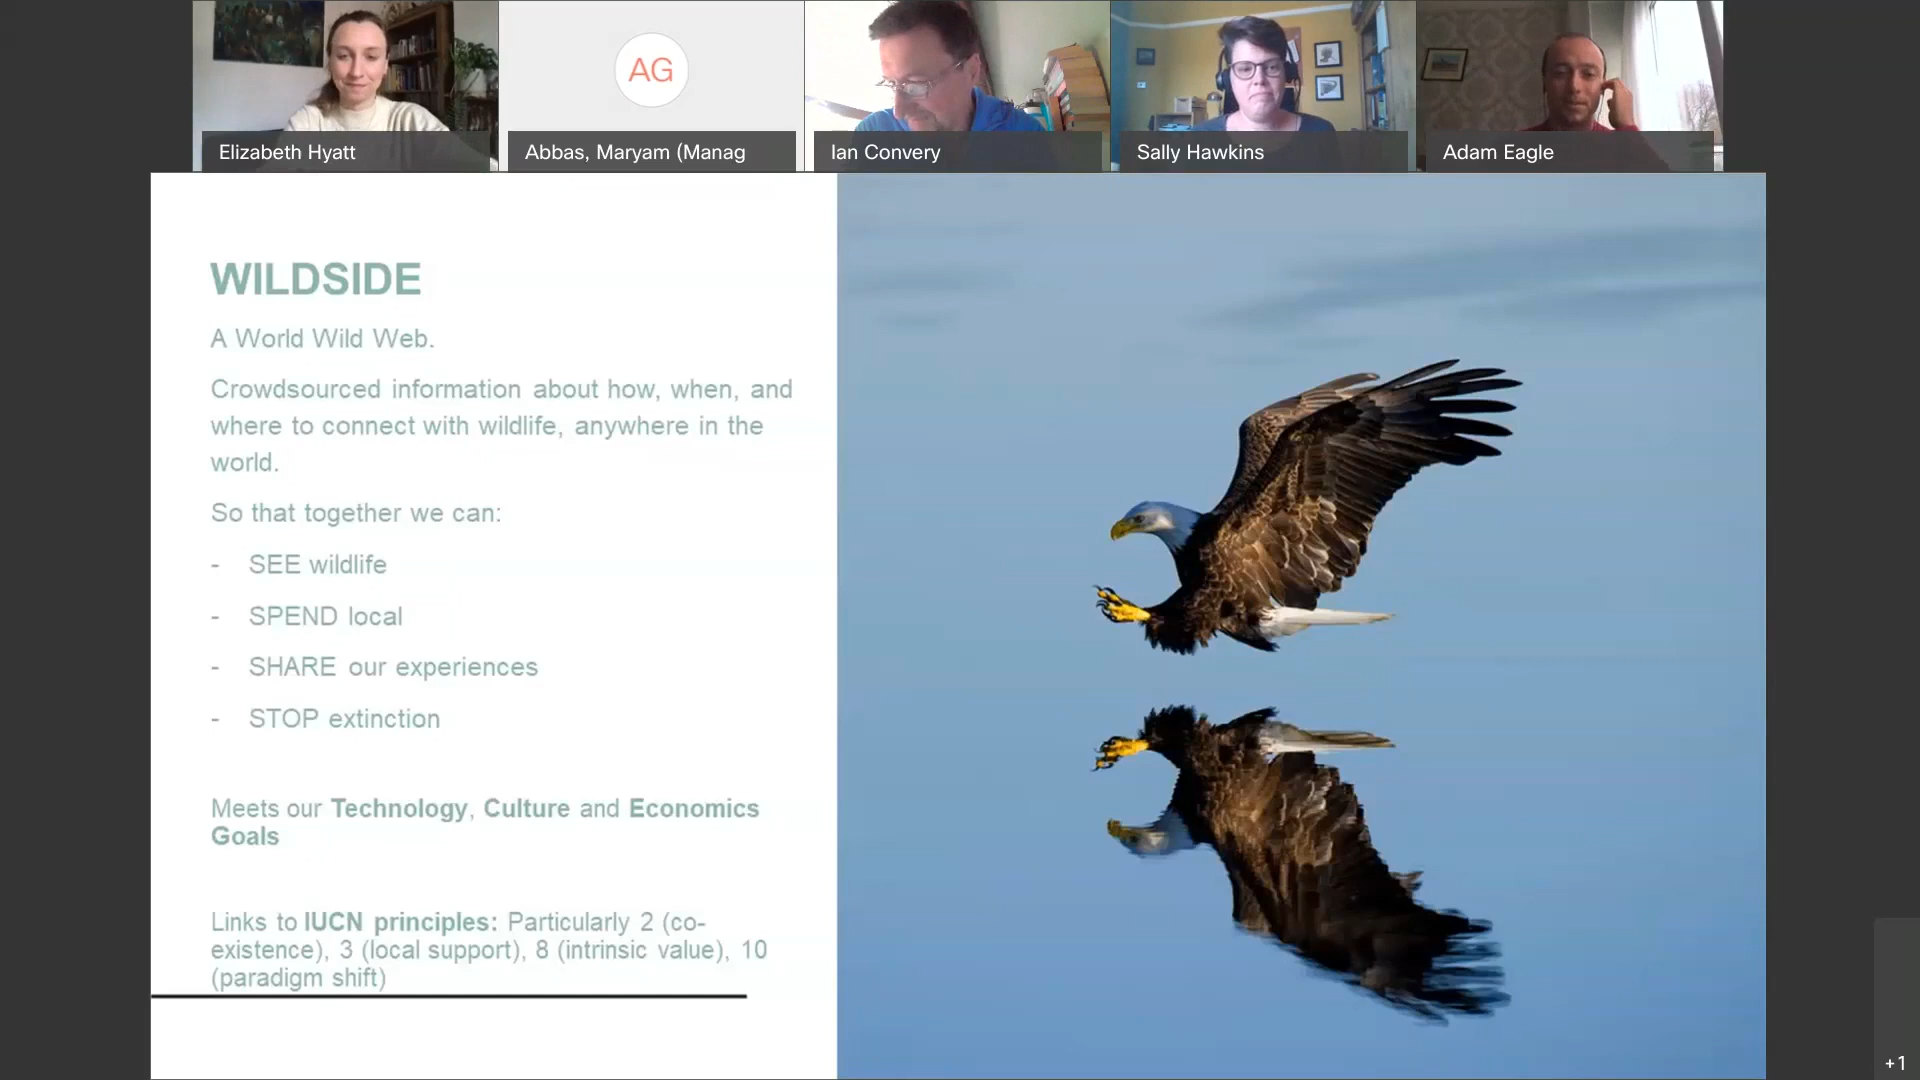 AG
Elizabeth Hyatt
Abbas, Maryam (Manag
Ian Convery
Sally Hawkins
Adam Eagle
WILDSIDE
A World Wild Web.
Crowdsourced information about how, when, and
where to connect with wildlife, anywhere in the
world.
So that together we can:
- SEE wildlife
- SPEND local
- SHARE our experiences
- STOP extinction
Meets our Technology, Culture and Economics
Goals
Links to IUCN principles: Particularly 2 (co-
existence), 3 (local support), 8 (intrinsic value), 10
(paradigm shift)
+1